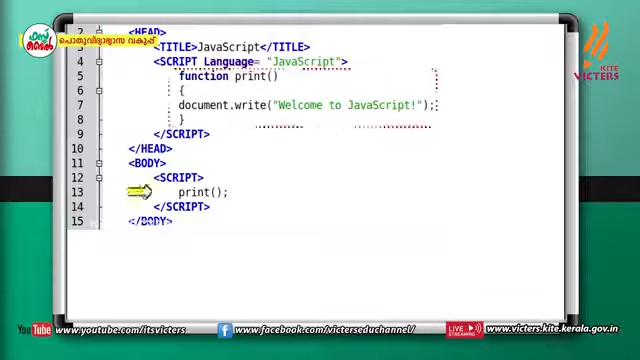 ഫസ്റ്റ് ബെൽ
പൊതുവിദ്യാഭ്യാസ വകുപ്പ്
KITE
VICTERS
2 <HEAD>
3 <TITLE>JavaScript</TITLE>
4 <SCRIPT Language= "JavaScript">
5 function print()
6 {
7 document.write("Welcome to JavaScript!");
8 }
9 </SCRIPT>
10 </HEAD>
11 <BODY>
12 <SCRIPT>
13 print();
14 </SCRIPT>
15 </BODY>
YouTube www.youtube.com/itsvicters f www.facebook.com/victerseduchannel/ LIVE STREAMING www.victers.kite.kerala.gov.in